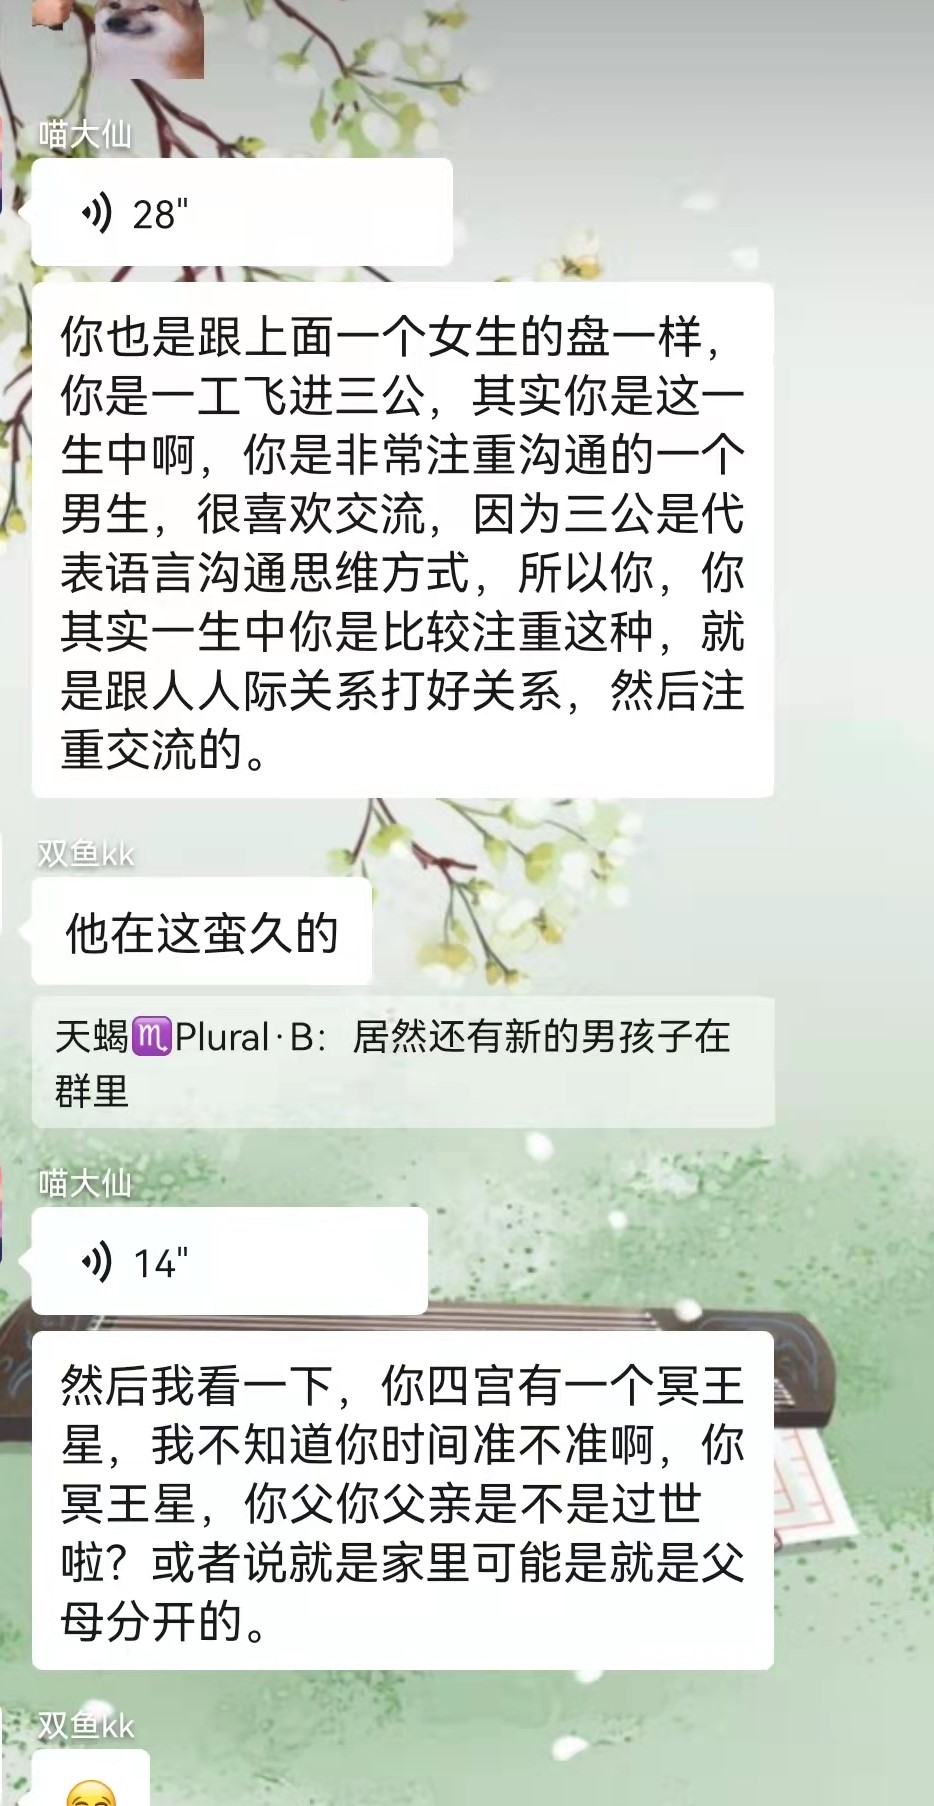 喵大仙
28"
你也是跟上面一个女生的盘一样，
你是一工飞进三公，其实你是这一
生中啊，你是非常注重沟通的一个
男生，很喜欢交流，因为三公是代
表语言沟通思维方式，所以你，你
其实一生中你是比较注重这种，就
是跟人人际关系打好关系，然后注
重交流的。
双鱼kk
他在这蛮久的
天蝎♏Plural·B：居然还有新的男孩子在
群里
喵大仙
14"
然后我看一下，你四宫有一个冥王
星，我不知道你时间准不准啊，你
冥王星，你父你父亲是不是过世
啦？或者说就是家里可能是就是父
母分开的。
双鱼kk